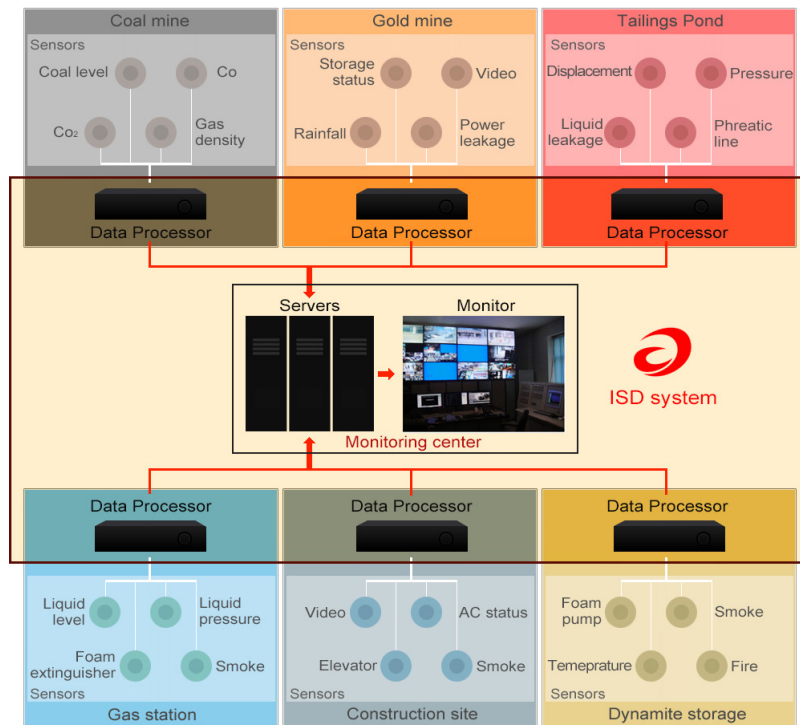 Coal mine
Sensors
Coal level
Co
Co₂
Gas
density
Data Processor
Gold mine
Sensors
Storage
status
Video
Rainfall
Power
leakage
Data Processor
Tailings Pond
Sensors
Displacement
Pressure
Liquid
leakage
Phreatic
line
Data Processor
Servers
Monitor
Monitoring center
ISD system
Data Processor
Liquid
level
Liquid
pressure
Foam
extinguisher
Smoke
Sensors
Gas station
Data Processor
Video
AC status
Elevator
Smoke
Sensors
Construction site
Data Processor
Foam
pump
Smoke
Temeprature
Fire
Sensors
Dynamite storage